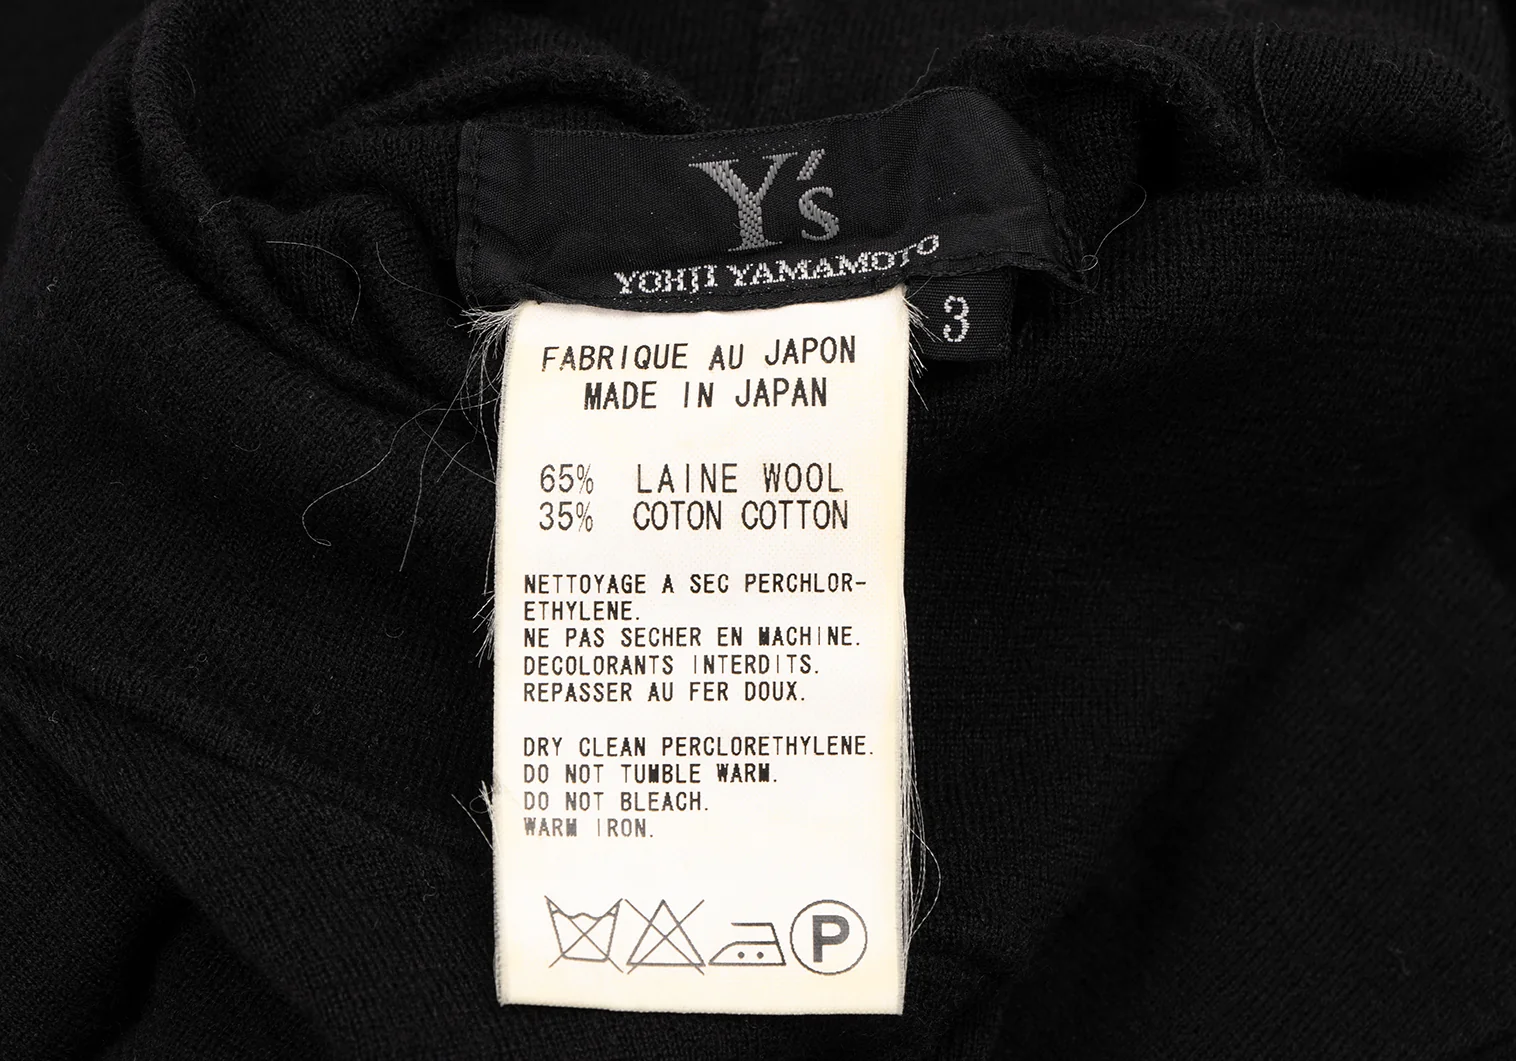 Y's
YOHJI YAMAMOTO
3
FABRIQUE AU JAPON
MADE IN JAPAN
65% LAINE WOOL
35% COTON COTTON
NETTOYAGE A SEC PERCHLOR-
ETHYLENE.
NE PAS SECHER EN MACHINE.
DECOLORANTS INTERDITS.
REPASSER AU FER DOUX.
DRY CLEAN PERCLORETHYLENE.
DO NOT TUMBLE WARM.
DO NOT BLEACH.
WARM IRON.
P